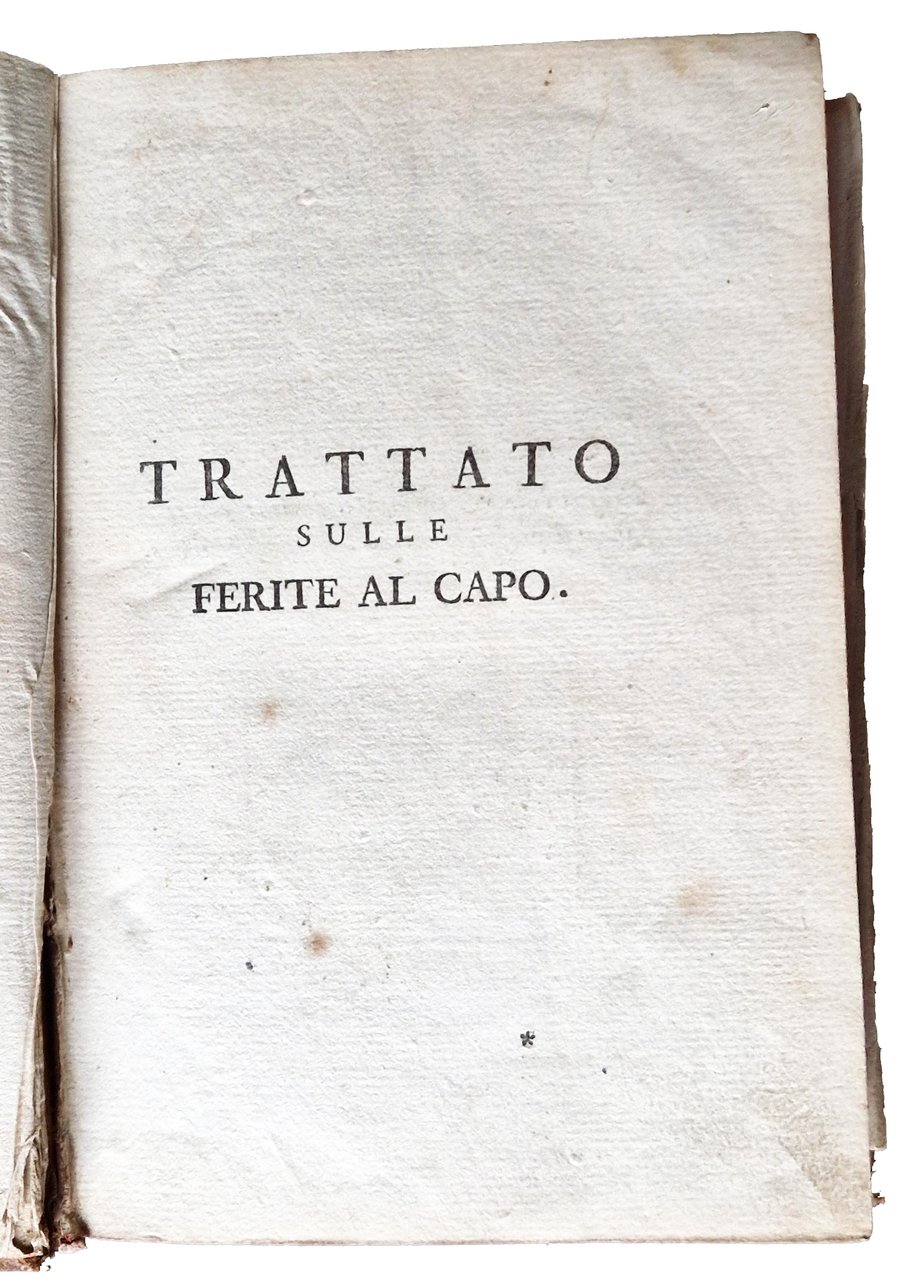 TRATTATO
SULLE
FERITE AL CAPO.
*